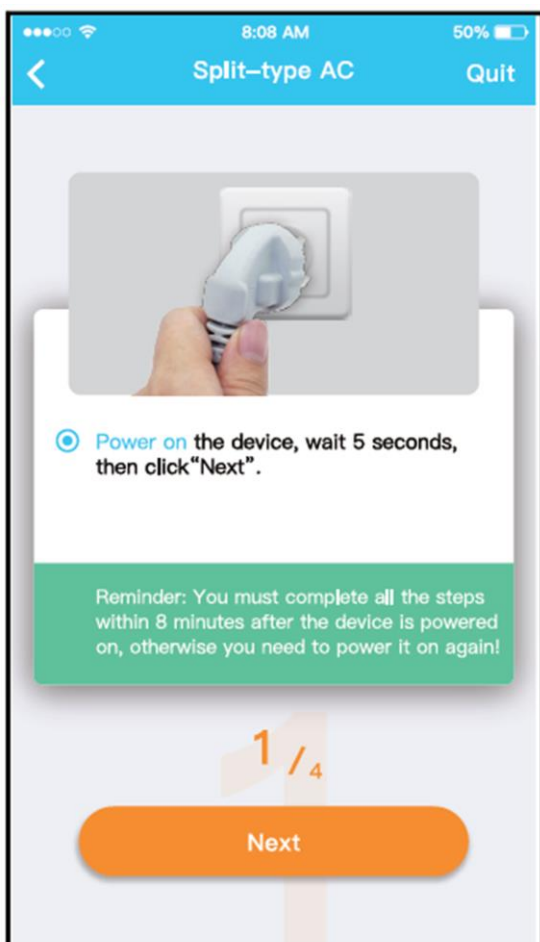 8:08 AM
50%
Split-type AC
Quit
Power on the device, wait 5 seconds,
then click“Next”.
Reminder: You must complete all the steps
within 8 minutes after the device is powered
on, otherwise you need to power it on again!
1
1 / 4
Next